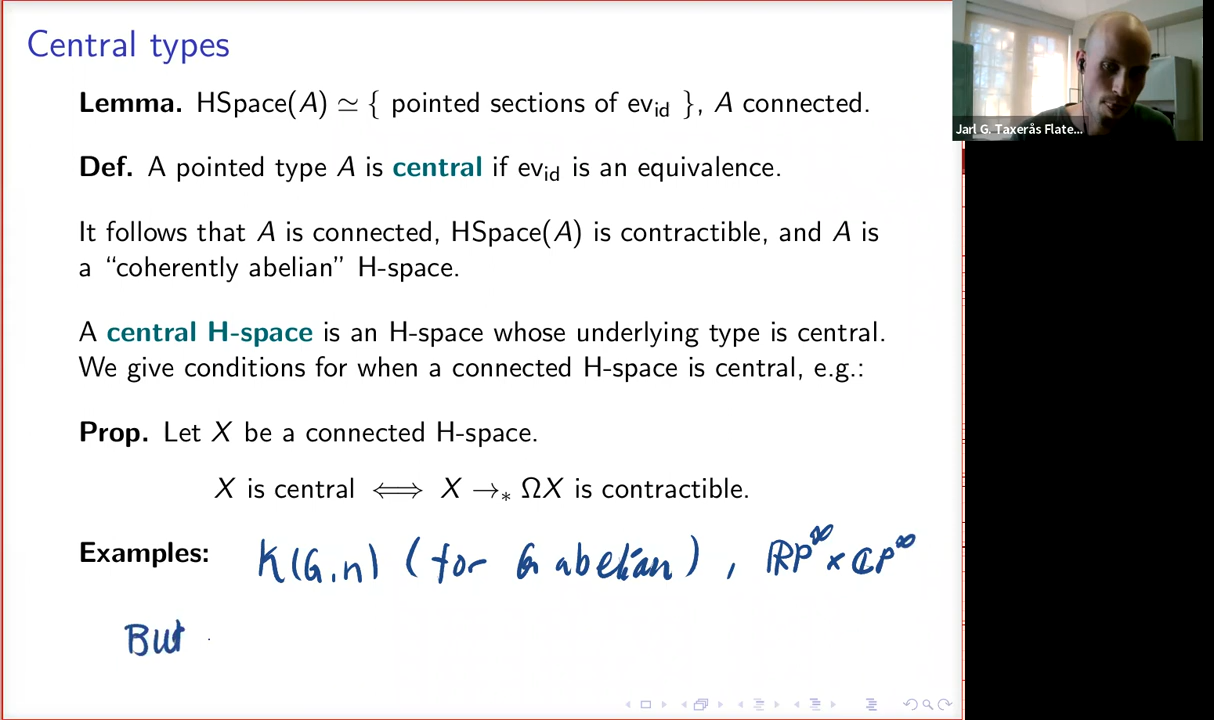 Central types
Lemma. HSpace(A) ≃ { pointed sections of ev_id }, A connected.
Def. A pointed type A is central if ev_id is an equivalence.
It follows that A is connected, HSpace(A) is contractible, and A is
a “coherently abelian” H-space.
A central H-space is an H-space whose underlying type is central.
We give conditions for when a connected H-space is central, e.g.:
Prop. Let X be a connected H-space.
X is central ⟺ X →∗ ΩX is contractible.
Examples: K(G,n) (for G abelian), ℝP^∞ × ℂP^∞
But
Jarl G. Taxerås Flate...